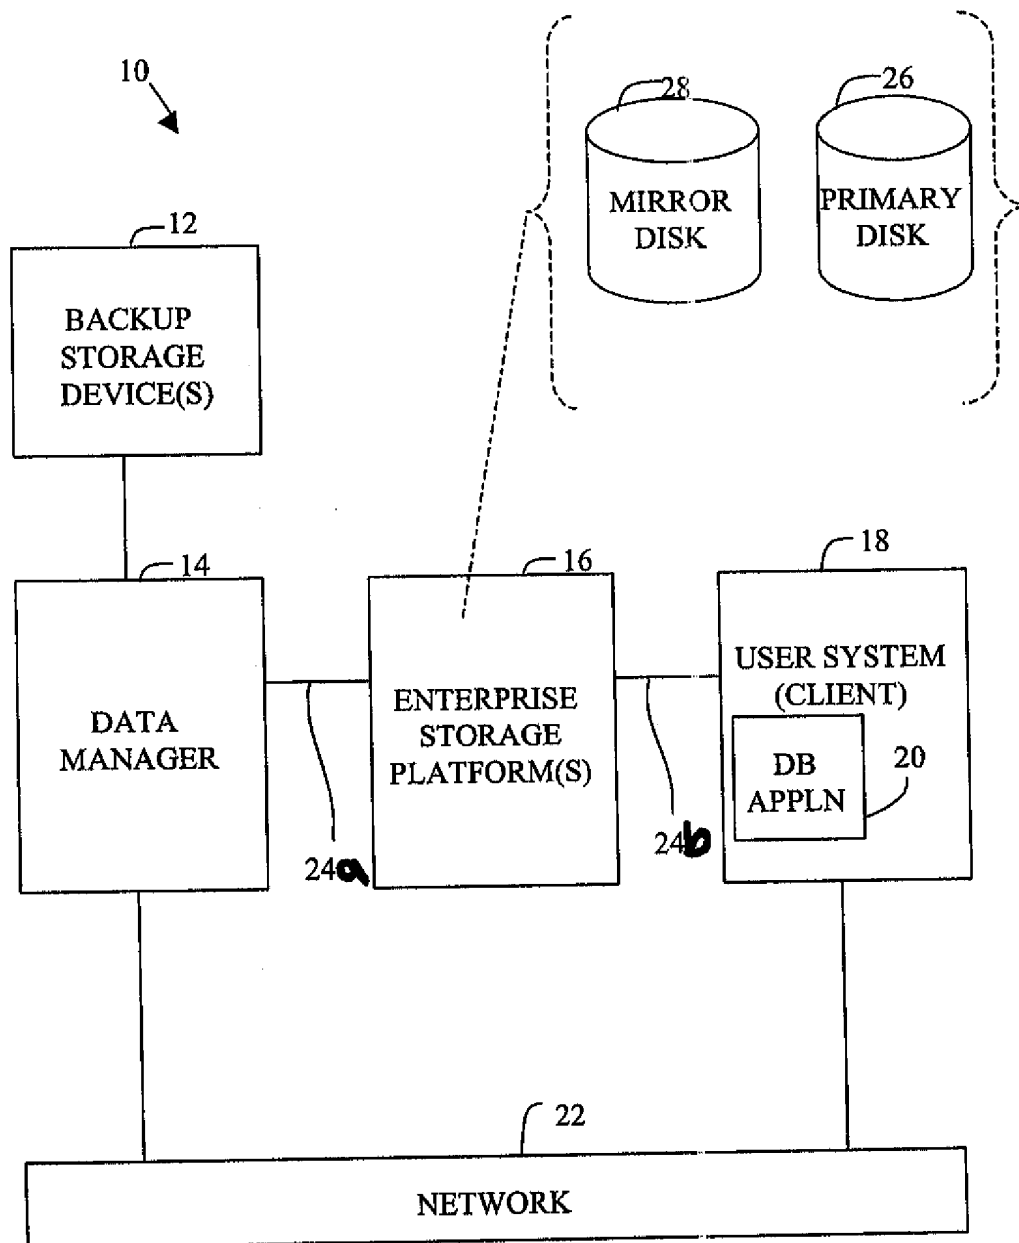 10
28
26
MIRROR
DISK
PRIMARY
DISK
12
BACKUP
STORAGE
DEVICE(S)
14
16
18
DATA
MANAGER
ENTERPRISE
STORAGE
PLATFORM(S)
USER SYSTEM
(CLIENT)
DB
APPLN
20
24a
24b
22
NETWORK